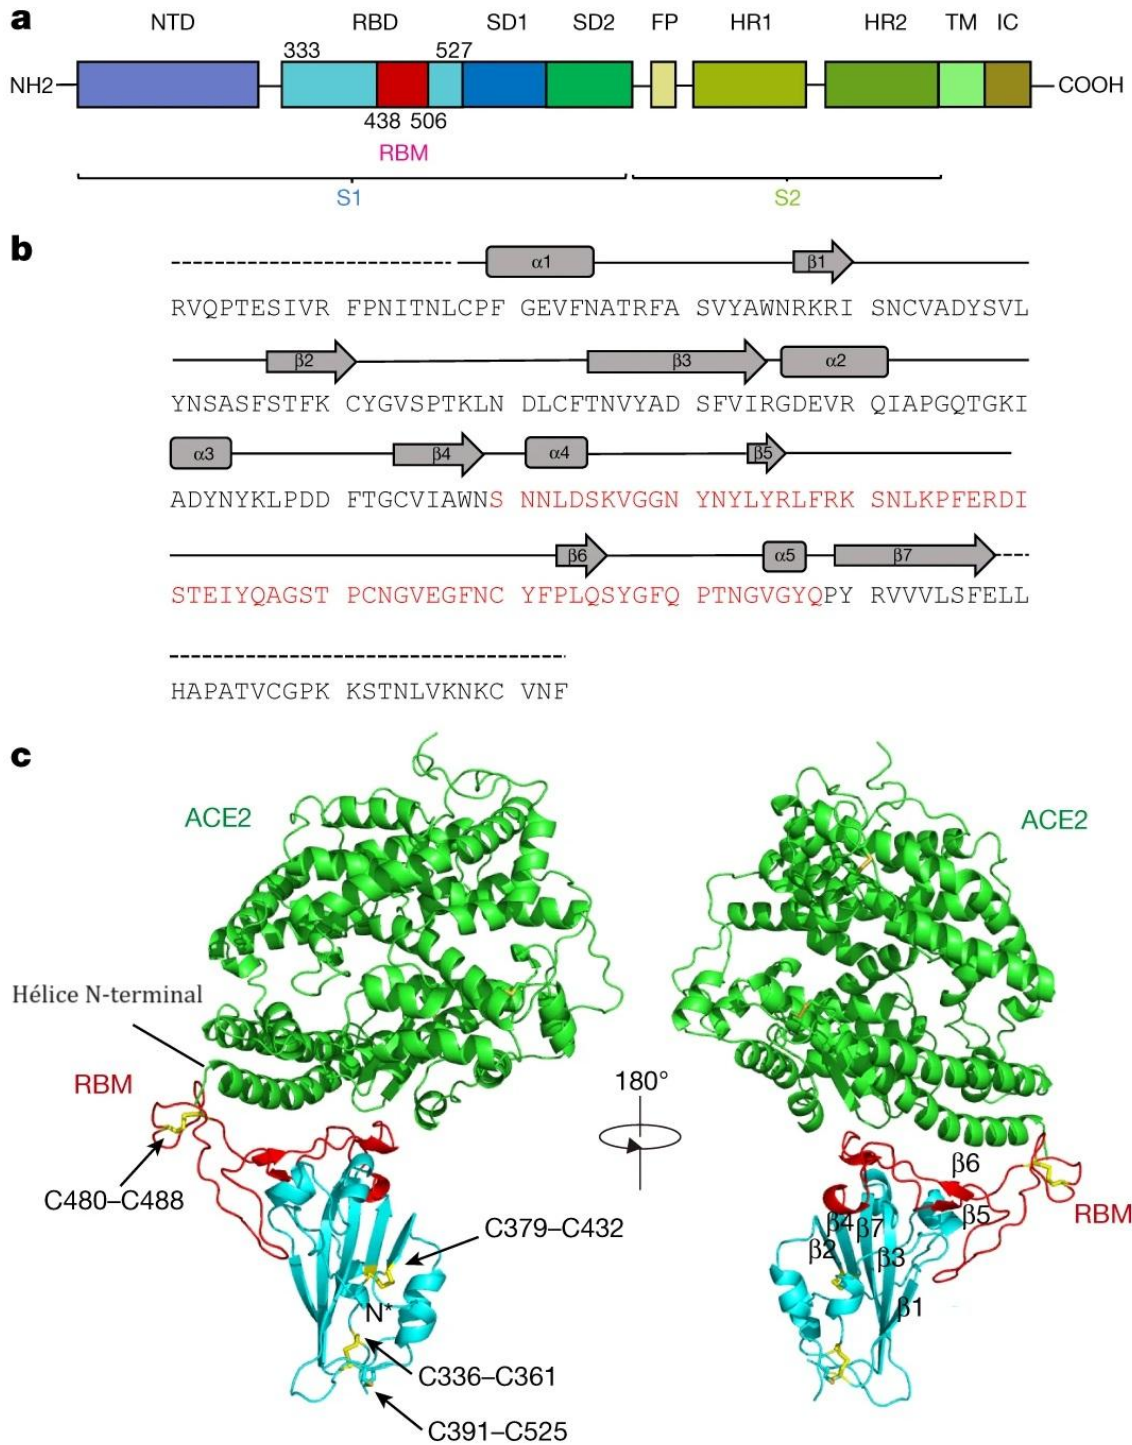 a
NTD RBD SD1 SD2 FP HR1 HR2 TM IC
333 527
NH2 COOH
438 506
RBM
S1 S2
b
α1 β1
RVQPTESIVR FPNITNLCPF GEVFNATRFA SVYAWNRKRI SNCVADYSVL
β2 β3 α2
YNSASFSTFK CYGVSPTKLN DLCFTNVYAD SFVIRGDEVR QIAPGQTGKI
α3 β4 α4 β5
ADYNYKLPDD FTGCVIAWNS NNLDSKVGGN YNYLYRLFRK SNLKPFERDI
β6 α5 β7
STEIYQAGST PCNGVEGFNC YFPLQSYGFQ PTNGVGYQPY RVVVLSFELL
HAPATVCGPK KSTNLVKNKC VNF
c
ACE2 ACE2
Hélice N-terminal
RBM 180°
C480–C488
C379–C432
N*
C336–C361
C391–C525
β6
RBM
β5
β4 β7
β2 β3
β1